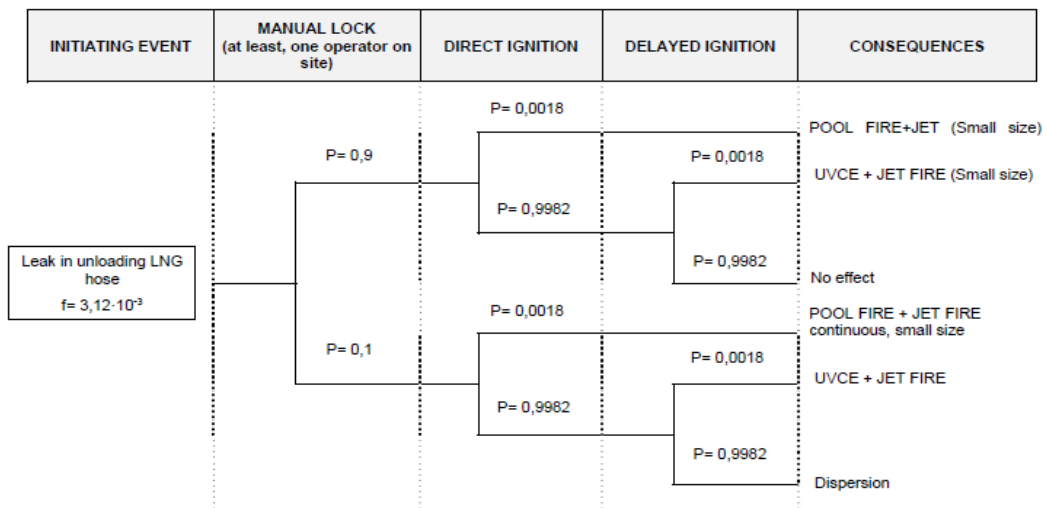 INITIATING EVENT
MANUAL LOCK
(at least, one operator on
site)
DIRECT IGNITION
DELAYED IGNITION
CONSEQUENCES
P= 0,0018
POOL FIRE+JET (Small size)
P= 0,9
P= 0,0018
UVCE + JET FIRE (Small size)
P= 0,9982
Leak in unloading LNG
hose
f= 3,12·10⁻³
P= 0,9982
No effect
P= 0,0018
POOL FIRE + JET FIRE
continuous, small size
P= 0,1
P= 0,0018
UVCE + JET FIRE
P= 0,9982
P= 0,9982
Dispersion